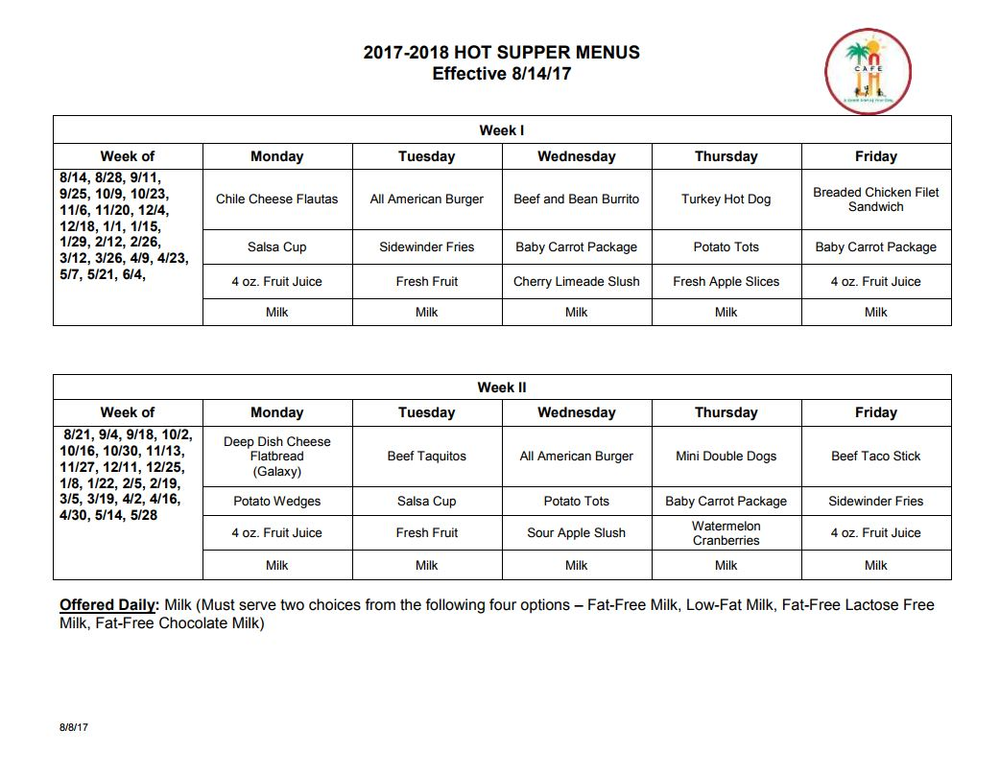 2017-2018 HOT SUPPER MENUS
Effective 8/14/17
CAFE
Week I
Week of Monday Tuesday Wednesday Thursday Friday
8/14, 8/28, 9/11,
9/25, 10/9, 10/23,
11/6, 11/20, 12/4,
12/18, 1/1, 1/15,
1/29, 2/12, 2/26,
3/12, 3/26, 4/9, 4/23,
5/7, 5/21, 6/4,
Chile Cheese Flautas All American Burger Beef and Bean Burrito Turkey Hot Dog Breaded Chicken Filet
Sandwich
Salsa Cup Sidewinder Fries Baby Carrot Package Potato Tots Baby Carrot Package
4 oz. Fruit Juice Fresh Fruit Cherry Limeade Slush Fresh Apple Slices 4 oz. Fruit Juice
Milk Milk Milk Milk Milk
Week II
Week of Monday Tuesday Wednesday Thursday Friday
8/21, 9/4, 9/18, 10/2,
10/16, 10/30, 11/13,
11/27, 12/11, 12/25,
1/8, 1/22, 2/5, 2/19,
3/5, 3/19, 4/2, 4/16,
4/30, 5/14, 5/28
Deep Dish Cheese
Flatbread
(Galaxy)
Beef Taquitos All American Burger Mini Double Dogs Beef Taco Stick
Potato Wedges Salsa Cup Potato Tots Baby Carrot Package Sidewinder Fries
4 oz. Fruit Juice Fresh Fruit Sour Apple Slush Watermelon
Cranberries
4 oz. Fruit Juice
Milk Milk Milk Milk Milk
Offered Daily: Milk (Must serve two choices from the following four options – Fat-Free Milk, Low-Fat Milk, Fat-Free Lactose Free
Milk, Fat-Free Chocolate Milk)
8/8/17